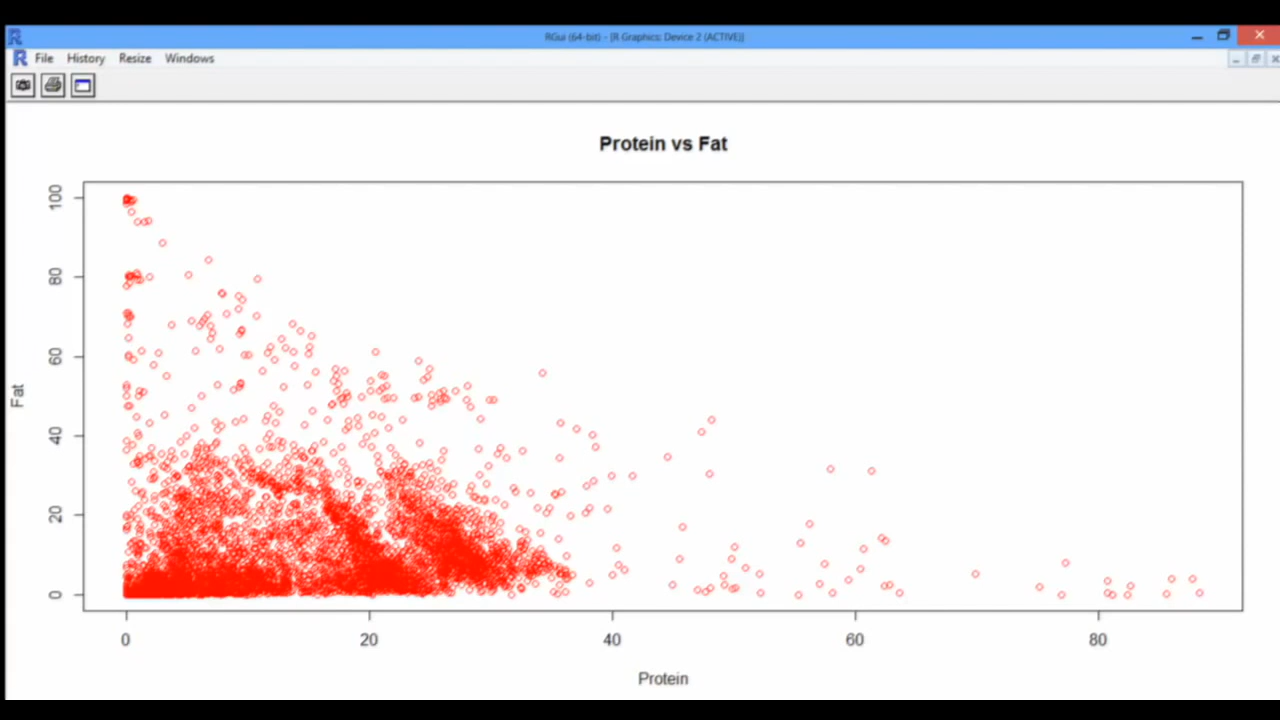 RGui (64-bit) - [R Graphics: Device 2 (ACTIVE)]
File History Resize Windows
Protein vs Fat
100
80
60
40
20
0
Fat
0 20 40 60 80
Protein